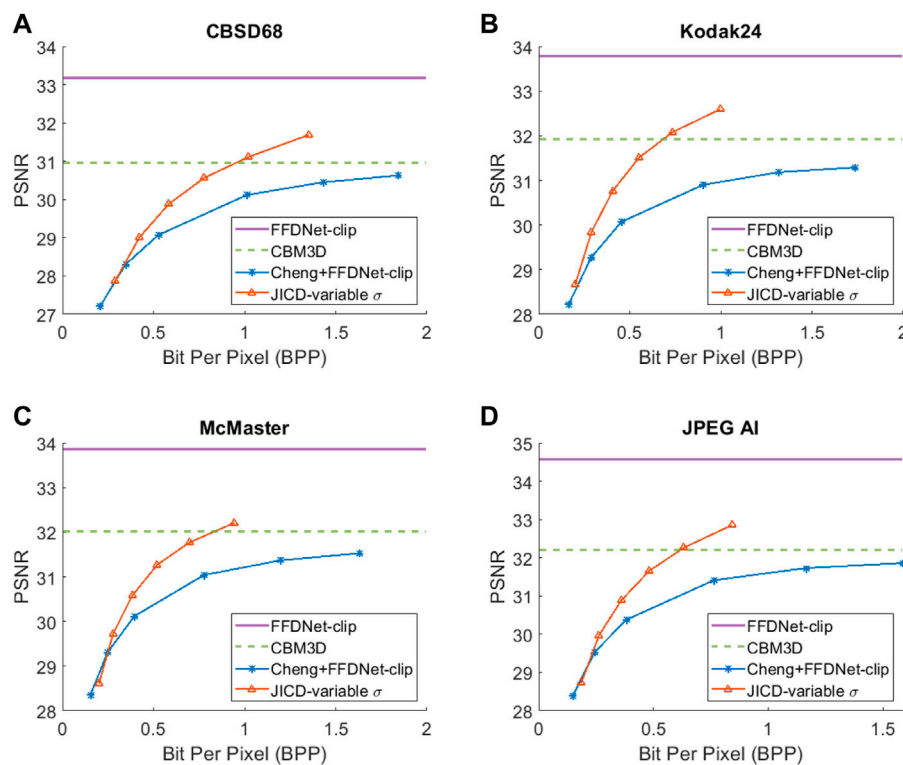 A
CBSD68
34
33
32
31
30
29
28
27
PSNR
0 0.5 1 1.5 2
Bit Per Pixel (BPP)
FFDNet-clip
CBM3D
Cheng+FFDNet-clip
JICD-variable σ
B
Kodak24
34
33
32
31
30
29
28
PSNR
0 0.5 1 1.5
Bit Per Pixel (BPP)
FFDNet-clip
CBM3D
Cheng+FFDNet-clip
JICD-variable σ
C
McMaster
34
33
32
31
30
29
28
PSNR
0 0.5 1 1.5 2
Bit Per Pixel (BPP)
FFDNet-clip
CBM3D
Cheng+FFDNet-clip
JICD-variable σ
D
JPEG AI
35
34
33
32
31
30
29
28
PSNR
0 0.5 1 1.5
Bit Per Pixel (BPP)
FFDNet-clip
CBM3D
Cheng+FFDNet-clip
JICD-variable σ